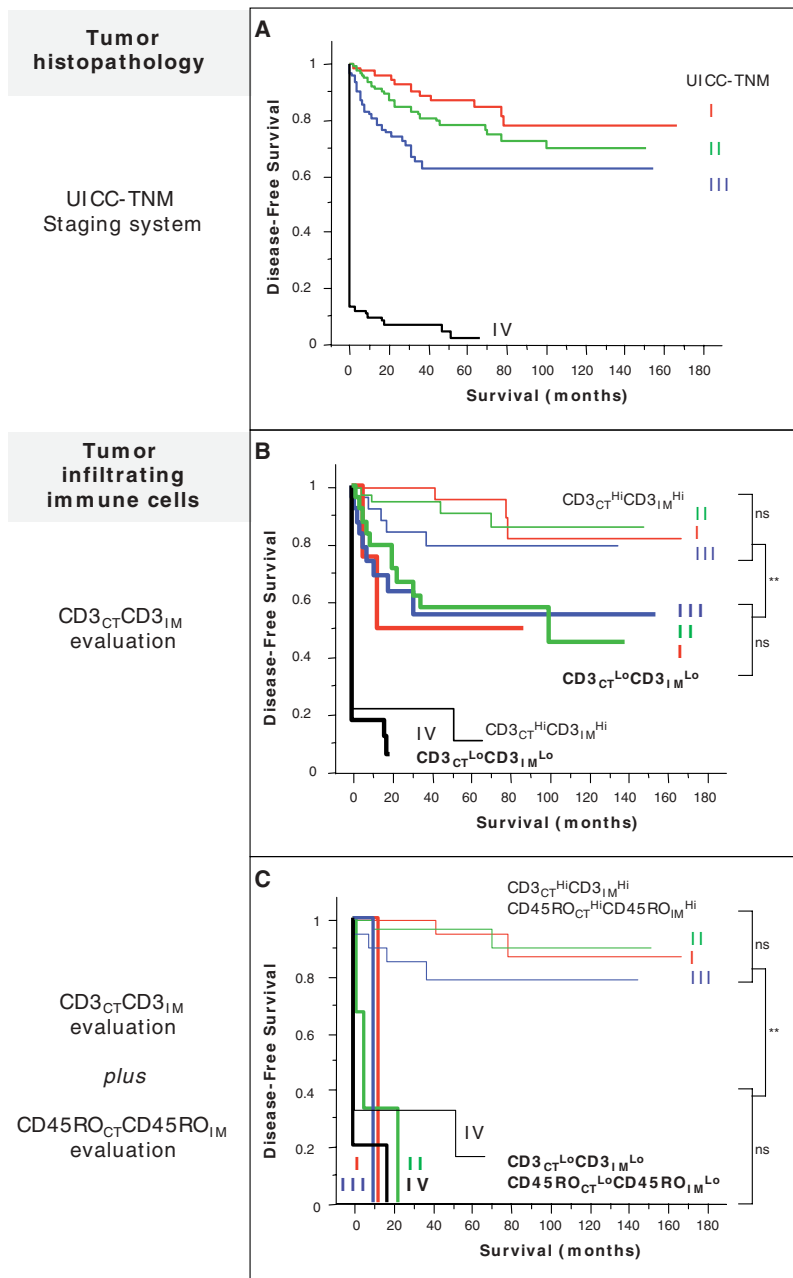 Tumor
histopathology
UICC-TNM
Staging system
A
Disease-Free Survival
1
0.8
0.6
0.4
0.2
0
UICC-TNM
I
II
III
IV
0 20 40 60 80 100 120 140 160 180
Survival (months)
Tumor
infiltrating
immune cells
CD3CTCD3IM
evaluation
B
Disease-Free Survival
1
0.8
0.6
0.4
0.2
0
CD3CTHiCD3IMHi
II
I
III
ns
**
III
II
I
ns
CD3CTLoCD3IMLo
IV
CD3CTHiCD3IMHi
CD3CTLoCD3IMLo
0 20 40 60 80 100 120 140 160 180
Survival (months)
CD3CTCD3IM
evaluation
plus
CD45ROCTCD45ROIM
evaluation
C
Disease-Free Survival
1
0.8
0.6
0.4
0.2
0
CD3CTHiCD3IMHi
CD45ROCTHiCD45ROIMHi
II
I
III
ns
**
ns
IV
I II
III IV
CD3CTLoCD3IMLo
CD45ROCTLoCD45ROIMLo
0 20 40 60 80 100 120 140 160 180
Survival (months)